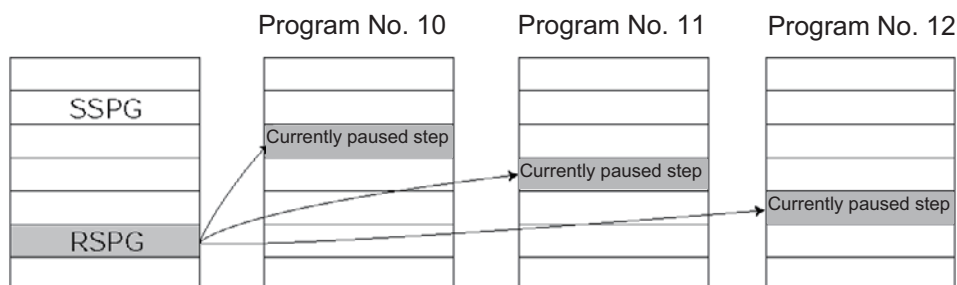 Program No. 10 Program No. 11 Program No. 12
SSPG
Currently paused step
Currently paused step
Currently paused step
RSPG